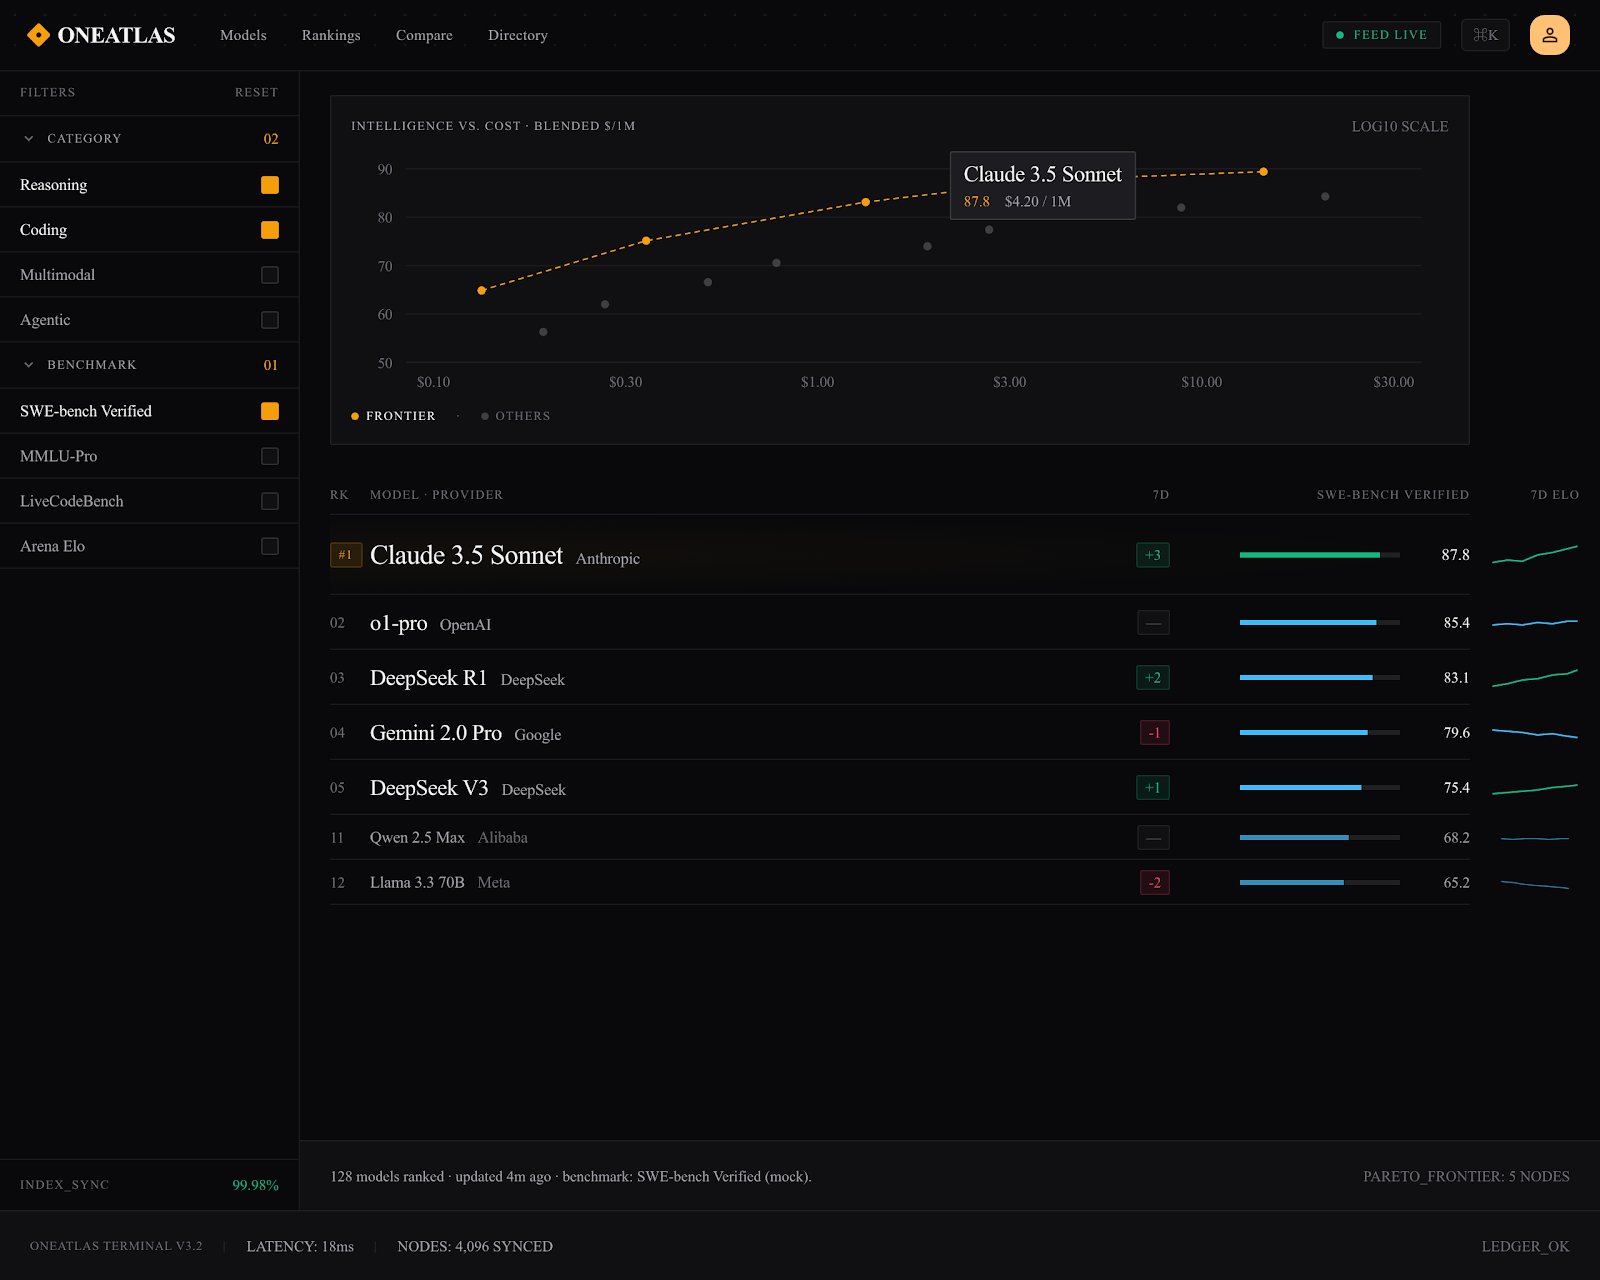 ONEATLAS
Models Rankings Compare Directory
FEED LIVE
⌘K
FILTERS RESET
CATEGORY 02
Reasoning
Coding
Multimodal
Agentic
BENCHMARK 01
SWE-bench Verified
MMLU-Pro
LiveCodeBench
Arena Elo
INDEX_SYNC 99.98%
INTELLIGENCE VS. COST · BLENDED $/1M LOG10 SCALE
90
80
70
60
50
Claude 3.5 Sonnet
87.8 $4.20 / 1M
$0.10 $0.30 $1.00 $3.00 $10.00 $30.00
FRONTIER · OTHERS
RK MODEL · PROVIDER 7D SWE-BENCH VERIFIED 7D ELO
#1 Claude 3.5 Sonnet Anthropic +3 87.8
02 o1-pro OpenAI — 85.4
03 DeepSeek R1 DeepSeek +2 83.1
04 Gemini 2.0 Pro Google -1 79.6
05 DeepSeek V3 DeepSeek +1 75.4
11 Qwen 2.5 Max Alibaba — 68.2
12 Llama 3.3 70B Meta -2 65.2
128 models ranked · updated 4m ago · benchmark: SWE-bench Verified (mock). PARETO_FRONTIER: 5 NODES
ONEATLAS TERMINAL V3.2 LATENCY: 18ms NODES: 4,096 SYNCED LEDGER_OK